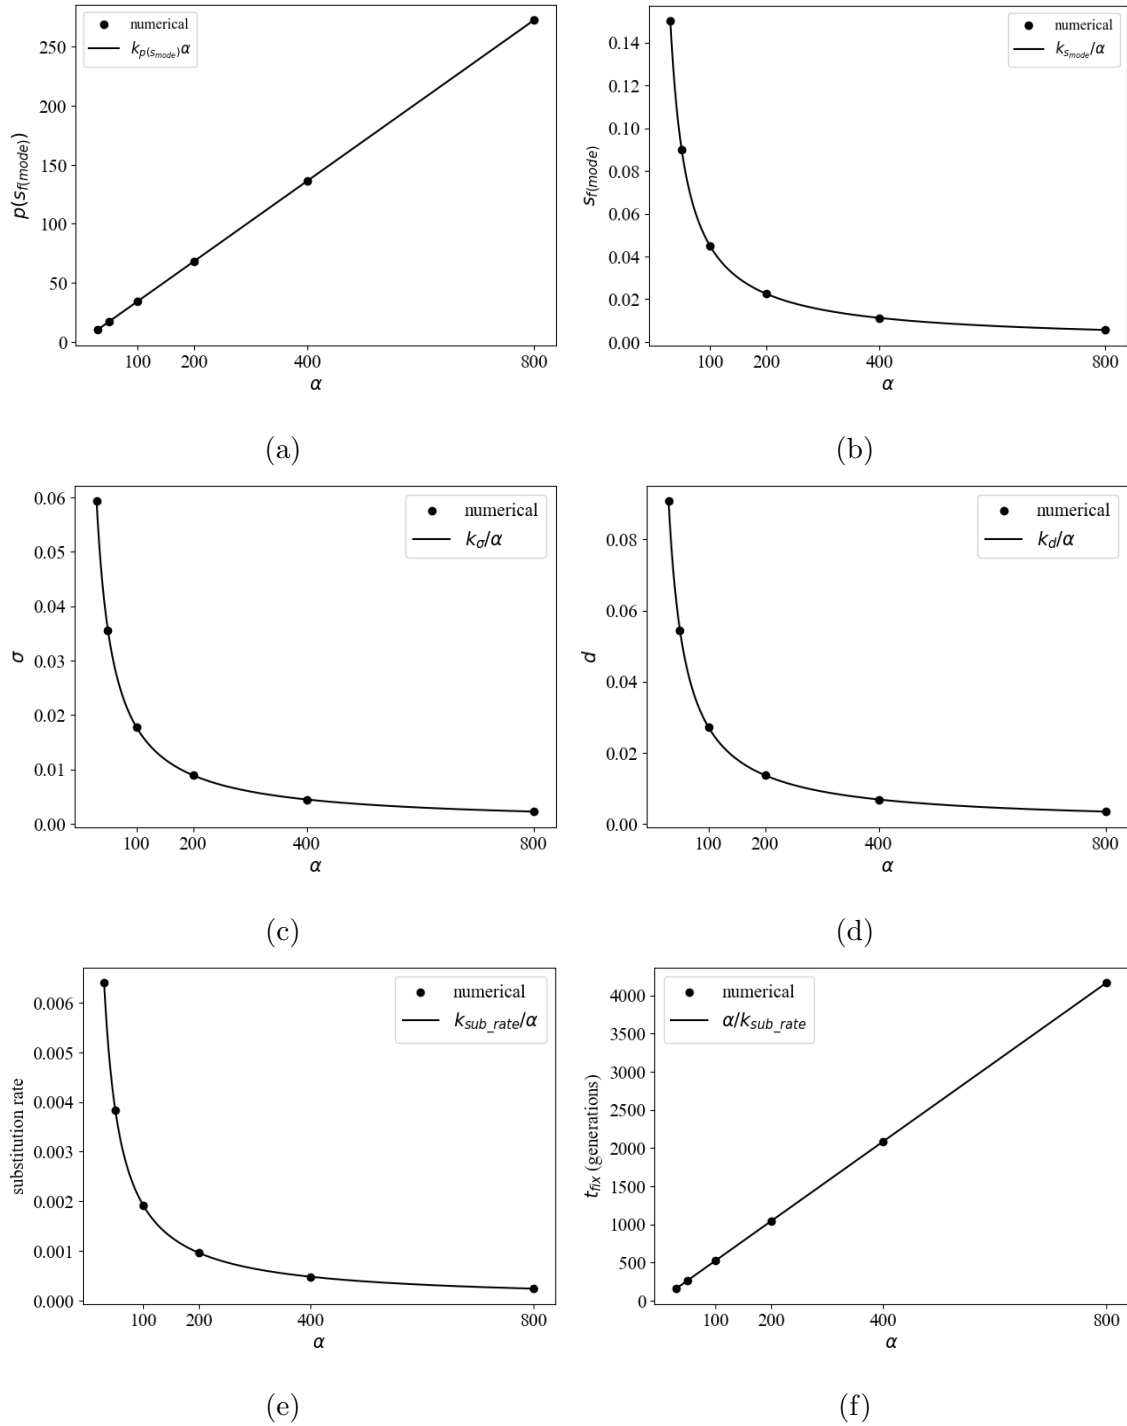 numerical
k_{p(s_{mode})}α
p(s_{f(mode)})
250
200
150
100
50
0
100 200 400 800
α
(a)
numerical
k_{s_{mode}}/α
s_{f(mode)}
0.14
0.12
0.10
0.08
0.06
0.04
0.02
0.00
100 200 400 800
α
(b)
numerical
k_σ/α
σ
0.06
0.05
0.04
0.03
0.02
0.01
0.00
100 200 400 800
α
(c)
numerical
k_d/α
d
0.08
0.06
0.04
0.02
0.00
100 200 400 800
α
(d)
numerical
k_{sub_rate}/α
substitution rate
0.006
0.005
0.004
0.003
0.002
0.001
0.000
100 200 400 800
α
(e)
numerical
α/k_{sub_rate}
t_{fix} (generations)
4000
3500
3000
2500
2000
1500
1000
500
0
100 200 400 800
α
(f)